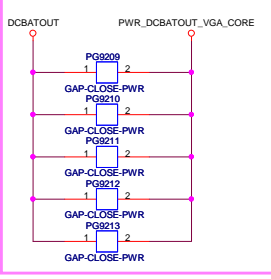 DCBATOUT PWR_DCBATOUT_VGA_CORE
PG9209
1 2
GAP-CLOSE-PWR
PG9210
1 2
GAP-CLOSE-PWR
PG9211
1 2
GAP-CLOSE-PWR
PG9212
1 2
GAP-CLOSE-PWR
PG9213
1 2
GAP-CLOSE-PWR